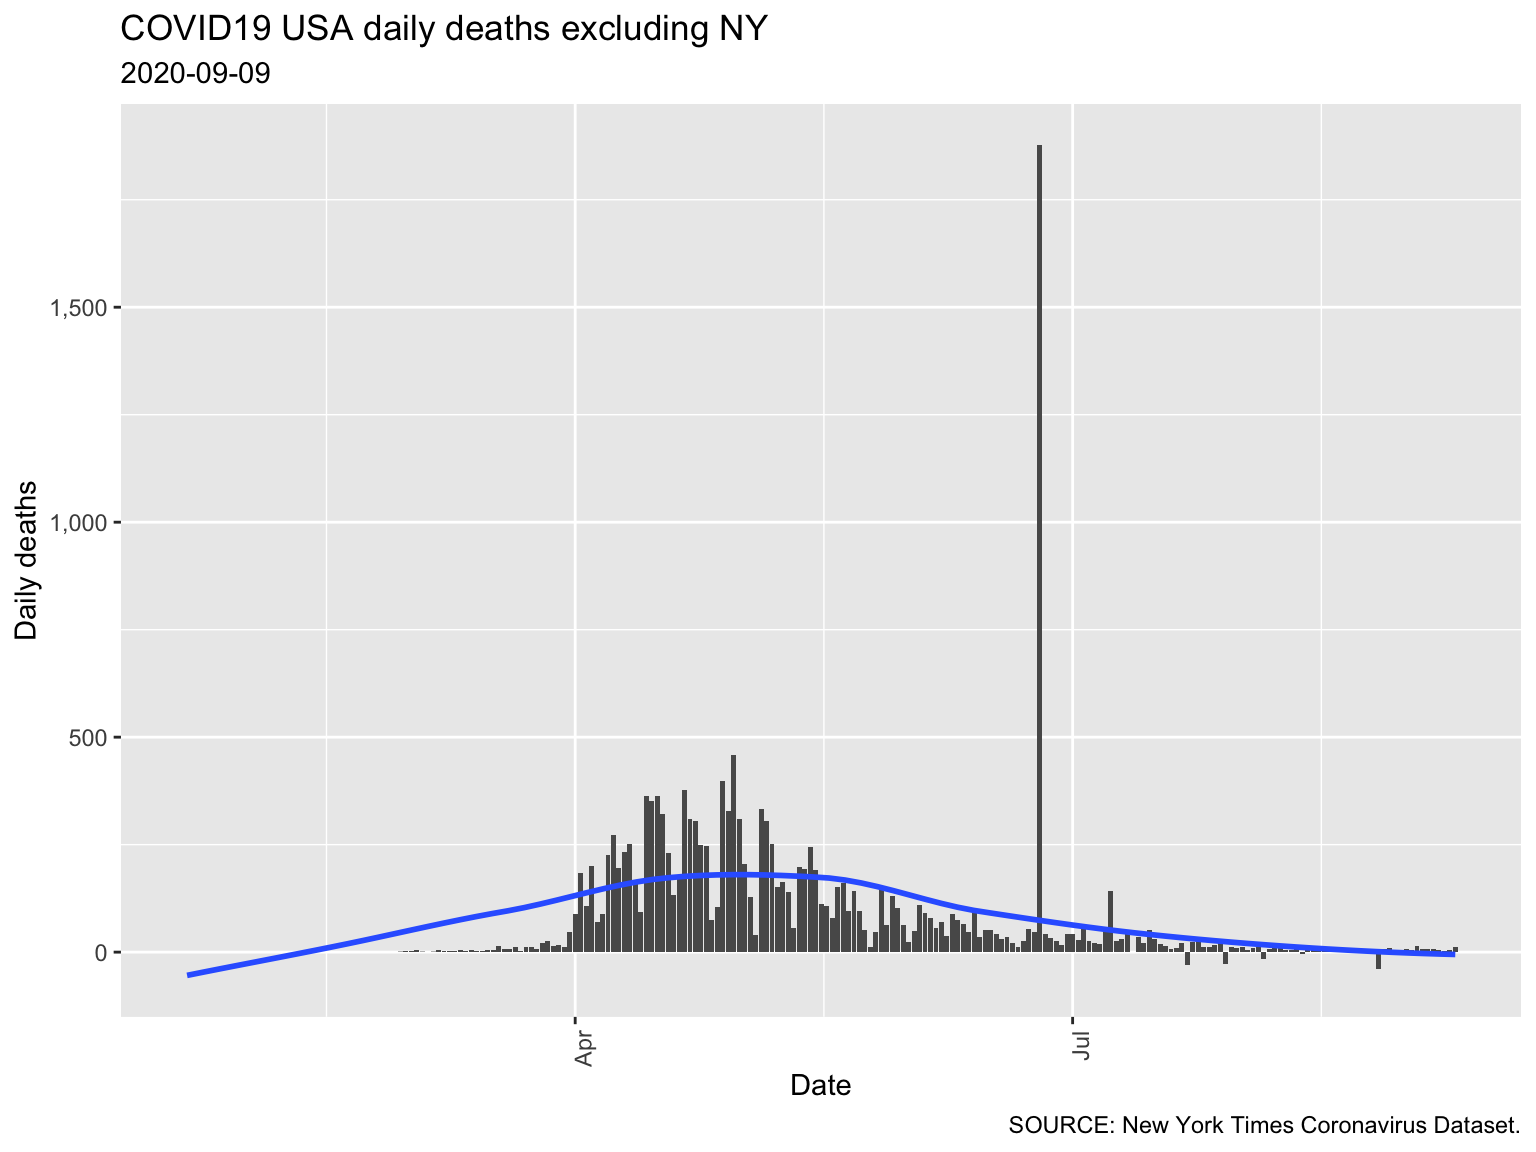 COVID19 USA daily deaths excluding NY
2020-09-09
Daily deaths
1,500
1,000
500
0
Apr
Jul
Date
SOURCE: New York Times Coronavirus Dataset.